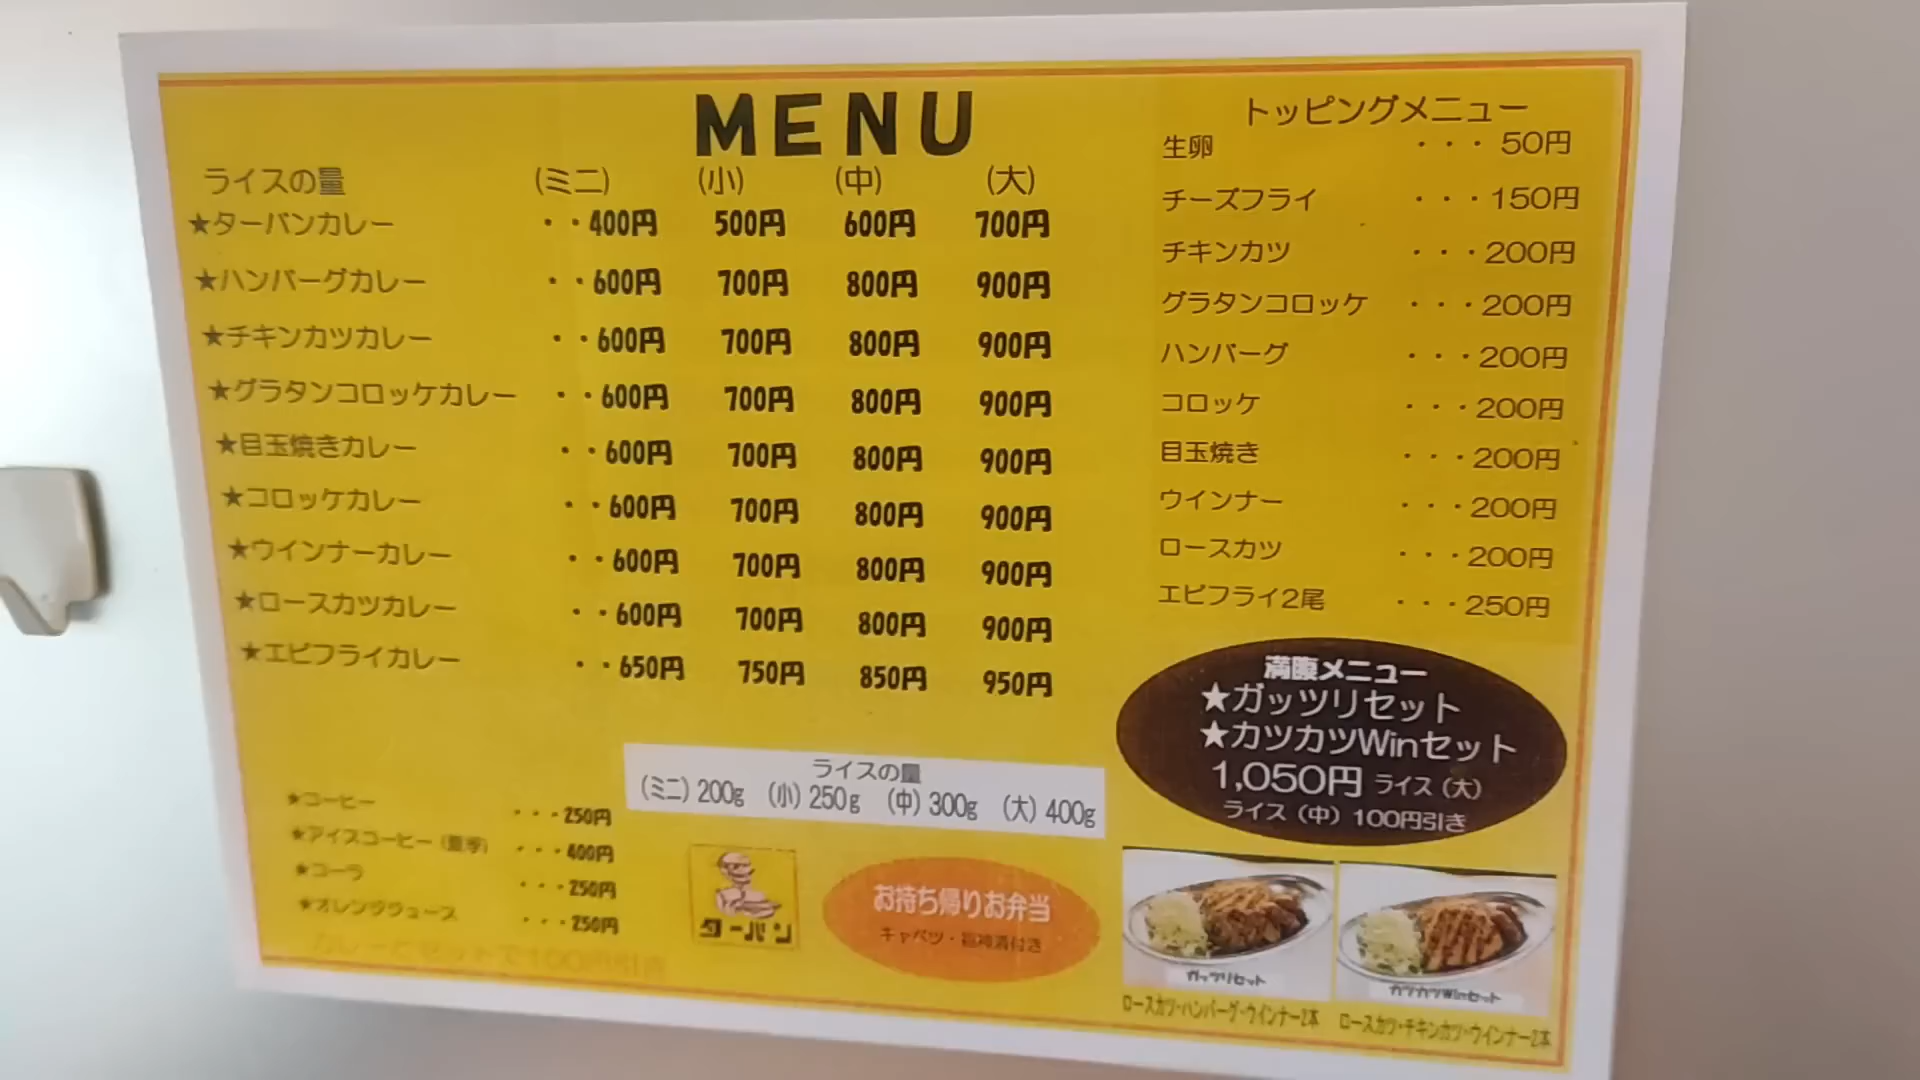 MENU
ライスの量 (ミニ) (小) (中) (大)
★ターバンカレー ・・400円 500円 600円 700円
★ハンバーグカレー ・・600円 700円 800円 900円
★チキンカツカレー ・・600円 700円 800円 900円
★グラタンコロッケカレー ・・600円 700円 800円 900円
★目玉焼きカレー ・・600円 700円 800円 900円
★コロッケカレー ・・600円 700円 800円 900円
★ウインナーカレー ・・600円 700円 800円 900円
★ロースカツカレー ・・600円 700円 800円 900円
★エビフライカレー ・・650円 750円 850円 950円
ライスの量
(ミニ)200g (小)250g (中)300g (大)400g
★コーヒー ・・・250円
★アイスコーヒー(夏季) ・・・400円
★コーラ ・・・250円
★オレンジジュース ・・・250円
カレーとセットで100円引き
ターバン
お持ち帰りお弁当
キャベツ・福神漬付き
トッピングメニュー
生卵 ・・・50円
チーズフライ ・・・150円
チキンカツ ・・・200円
グラタンコロッケ ・・・200円
ハンバーグ ・・・200円
コロッケ ・・・200円
目玉焼き ・・・200円
ウインナー ・・・200円
ロースカツ ・・・200円
エビフライ2尾 ・・・250円
満腹メニュー
★ガッツリセット
★カツカツWinセット
1,050円 ライス(大)
ライス(中)100円引き
ガッツリセット
ロースカツ・ハンバーグ・ウインナー2本
カツカツWinセット
ロースカツ・チキンカツ・ウインナー2本